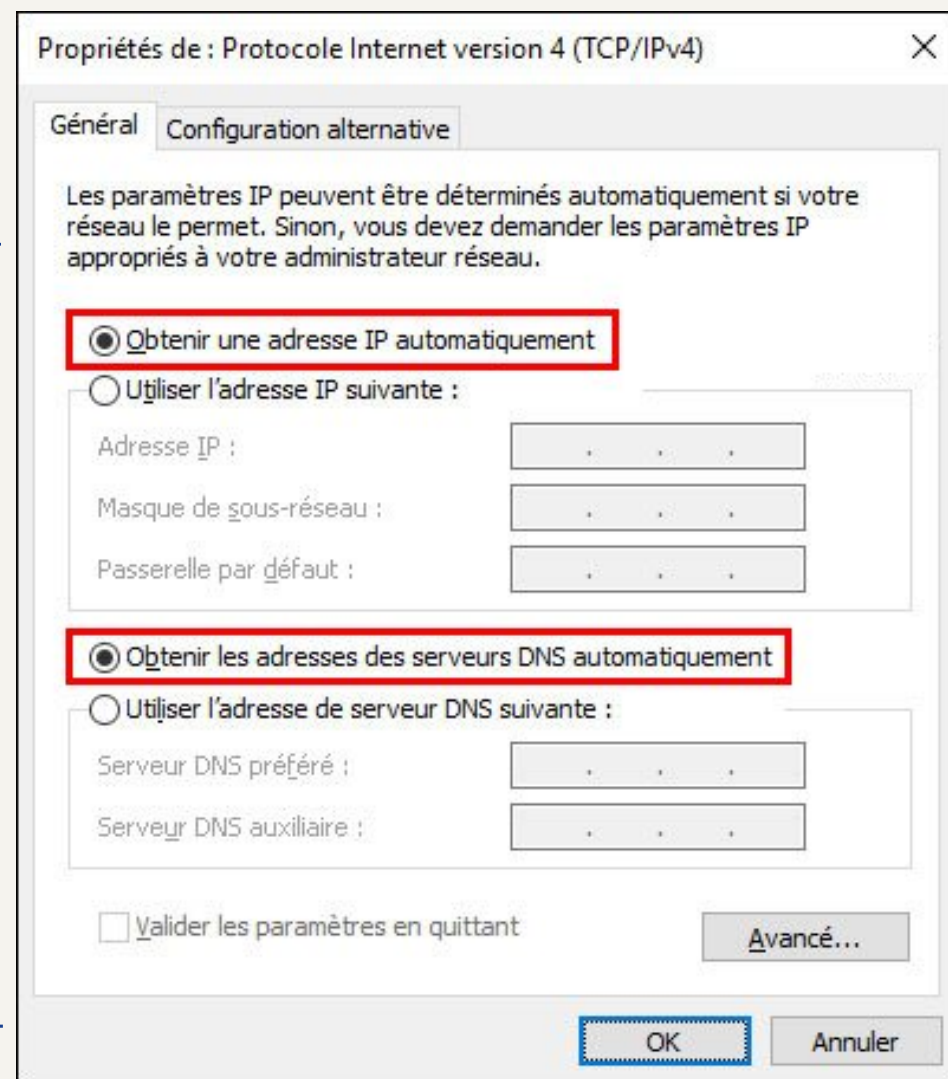 Propriétés de : Protocole Internet version 4 (TCP/IPv4)
Général
Configuration alternative
Les paramètres IP peuvent être déterminés automatiquement si votre
réseau le permet. Sinon, vous devez demander les paramètres IP
appropriés à votre administrateur réseau.
Obtenir une adresse IP automatiquement
Utiliser l'adresse IP suivante :
Adresse IP :
Masque de sous-réseau :
Passerelle par défaut :
Obtenir les adresses des serveurs DNS automatiquement
Utiliser l'adresse de serveur DNS suivante :
Serveur DNS préféré :
Serveur DNS auxiliaire :
Valider les paramètres en quittant
Avancé...
OK
Annuler